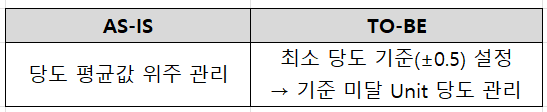 AS-IS
TO-BE
당도 평균값 위주 관리
최소 당도 기준(±0.5) 설정
→ 기준 미달 Unit 당도 관리